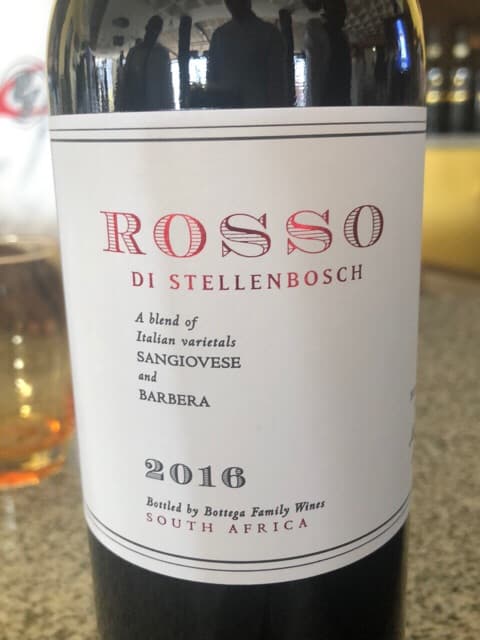 ROSSO
DI STELLENBOSCH
A blend of
Italian varietals
SANGIOVESE
and
BARBERA
2016
Bottled by Bottega Family Wines
SOUTH AFRICA